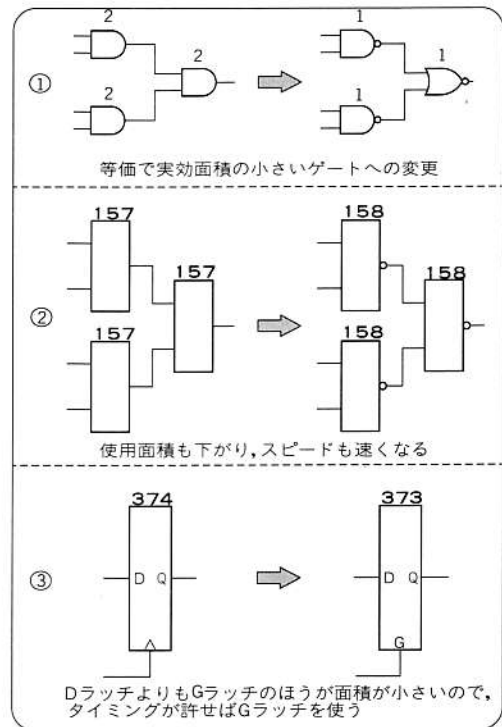 ①
2
2
2
1
1
1
等価で実効面積の小さいゲートへの変更
②
157
157
157
158
158
158
使用面積も下がり,スピードも速くなる
③
374
D Q
373
D Q
G
DラッチよりもGラッチのほうが面積が小さいので,
タイミングが許せばGラッチを使う